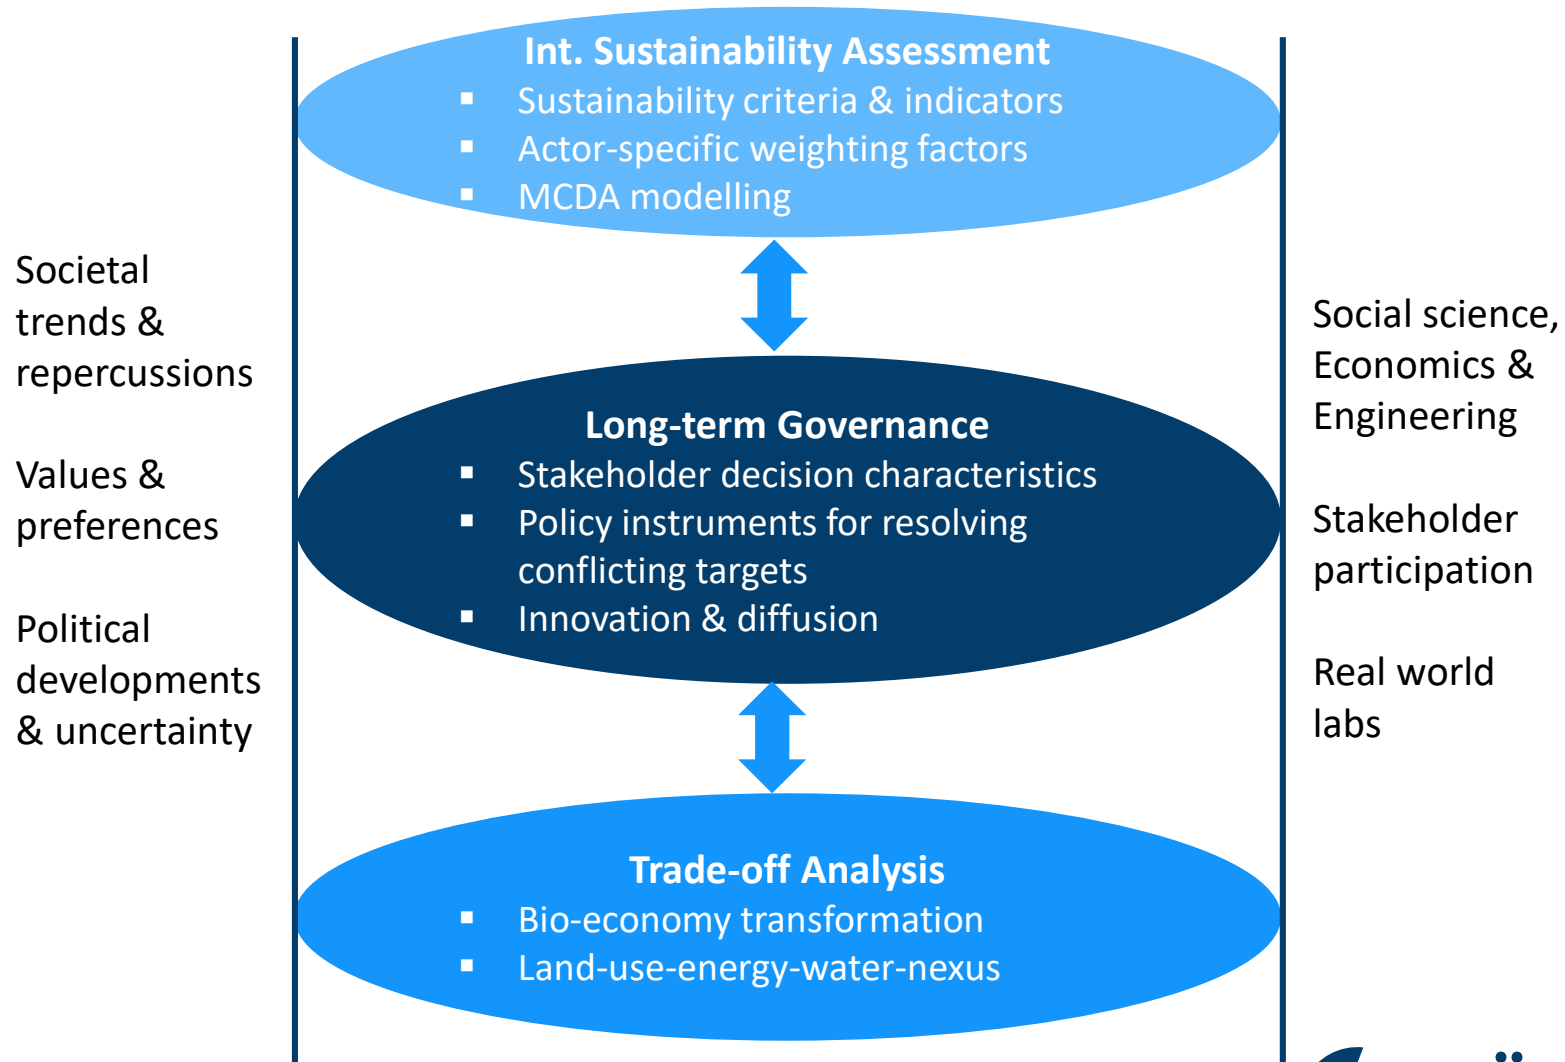 Int. Sustainability Assessment
▪ Sustainability criteria & indicators
▪ Actor-specific weighting factors
▪ MCDA modelling
Societal
trends &
repercussions
Values &
preferences
Political
developments
& uncertainty
Long-term Governance
▪ Stakeholder decision characteristics
▪ Policy instruments for resolving
conflicting targets
▪ Innovation & diffusion
Social science,
Economics &
Engineering
Stakeholder
participation
Real world
labs
Trade-off Analysis
▪ Bio-economy transformation
▪ Land-use-energy-water-nexus